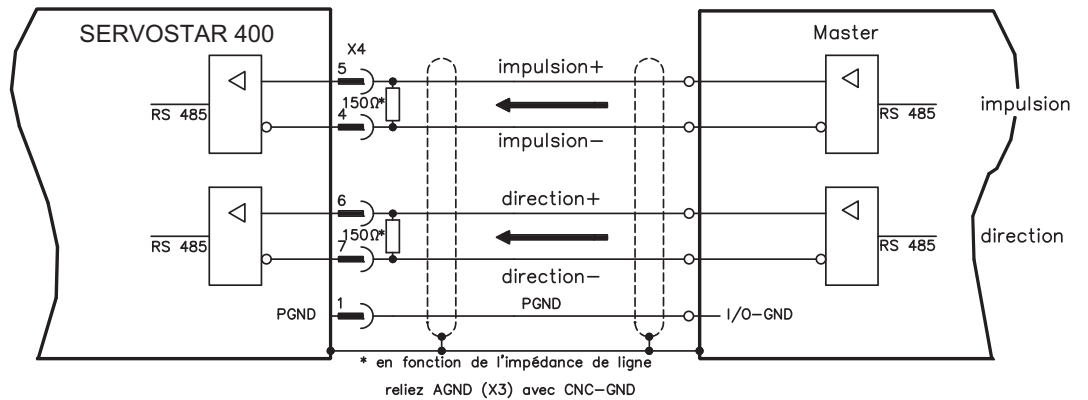 SERVOSTAR 400
Master
X4
5
impulsion+
150Ω*
RS 485
RS 485
impulsion
4
impulsion−
6
direction+
150Ω*
RS 485
RS 485
direction
7
direction−
PGND
1
PGND
I/O−GND
* en fonction de l'impédance de ligne
reliez AGND (X3) avec CNC−GND